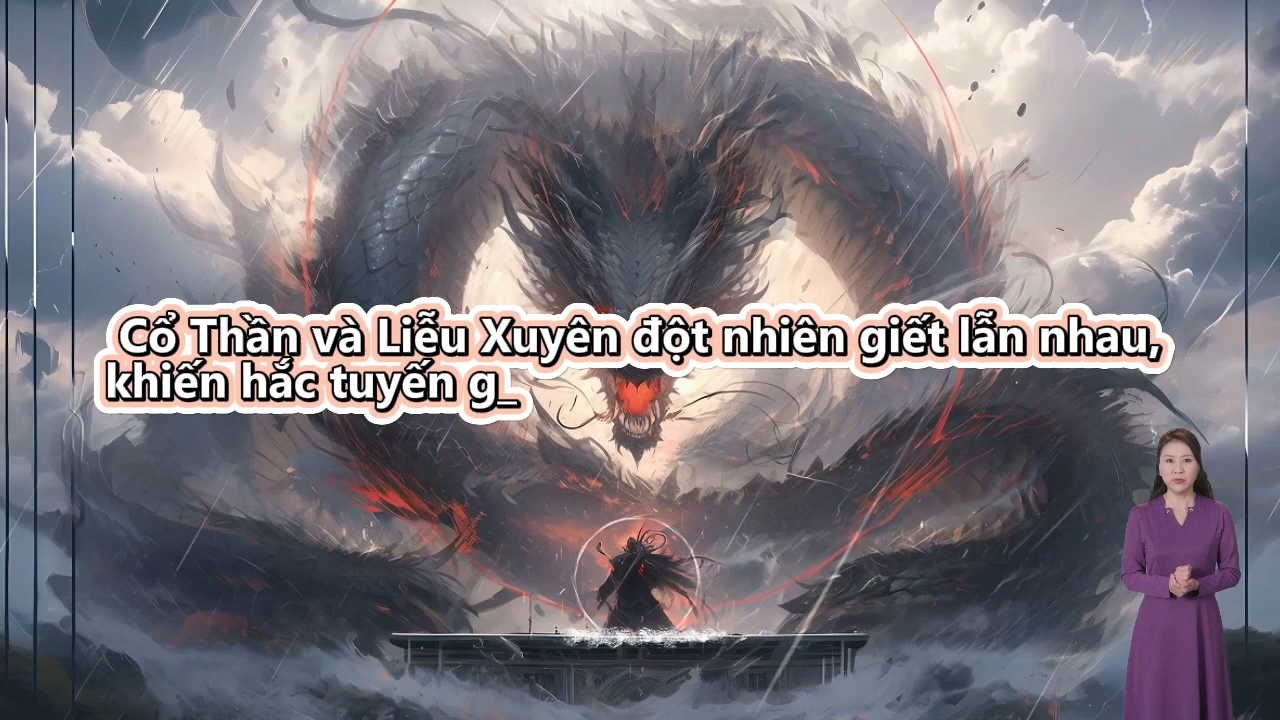 Cổ Thần và Liễu Xuyên đột nhiên giết lẫn nhau,
khiến hắc tuyến g_